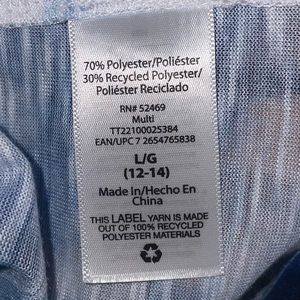 70% Polyester/Poliéster
30% Recycled Polyester/
Poliéster Reciclado
RN# 52469
Multi
TT22100025384
EAN/UPC 7 2654765838
L/G
(12-14)
Made In/Hecho En
China
THIS LABEL YARN IS MADE
OUT OF 100% RECYCLED
POLYESTER MATERIALS